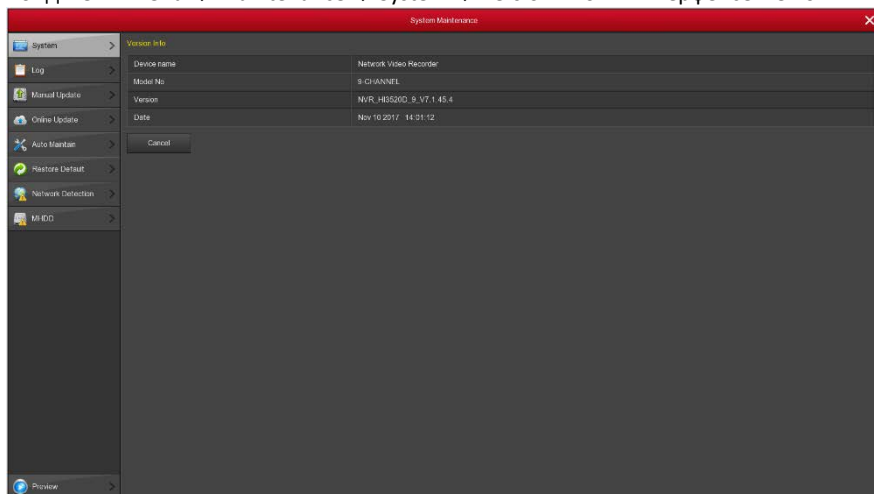 System Maintenance
System
Version Info
Device name Network Video Recorder
Log
Model No 9-CHANNEL
Manual Update
Version NVR_HI3520D_9_V7.1.45.4
Online Update
Date Nov 10 2017 14:01:12
Auto Maintain
Cancel
Restore Default
Network Detection
MHDD
Preview